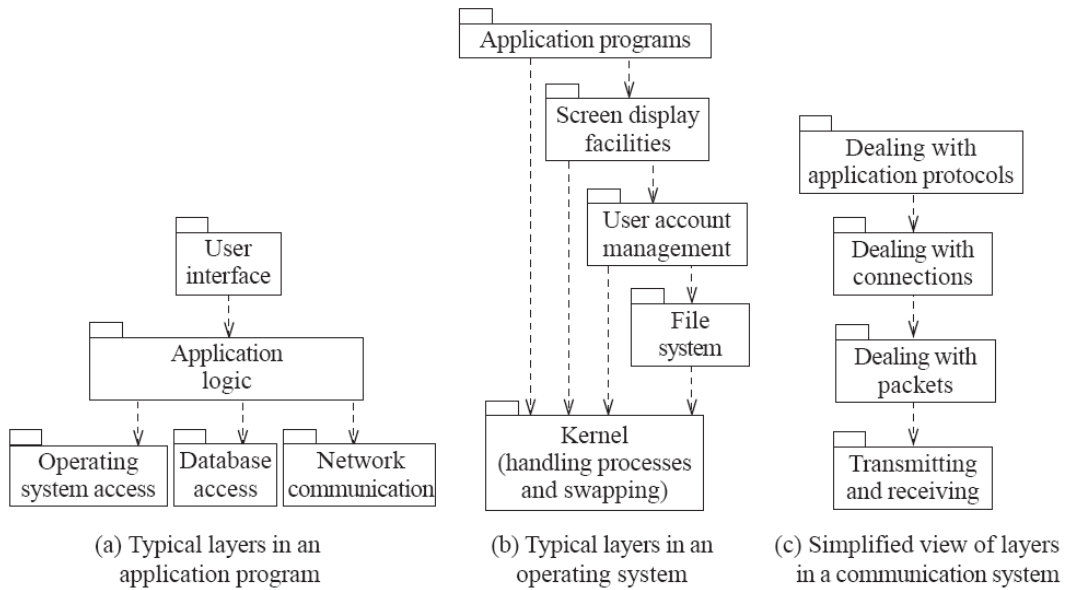 User
interface
Application
logic
Operating
system access
Database
access
Network
communication
(a) Typical layers in an
application program
Application programs
Screen display
facilities
User account
management
File
system
Kernel
(handling processes
and swapping)
(b) Typical layers in an
operating system
Dealing with
application protocols
Dealing with
connections
Dealing with
packets
Transmitting
and receiving
(c) Simplified view of layers
in a communication system